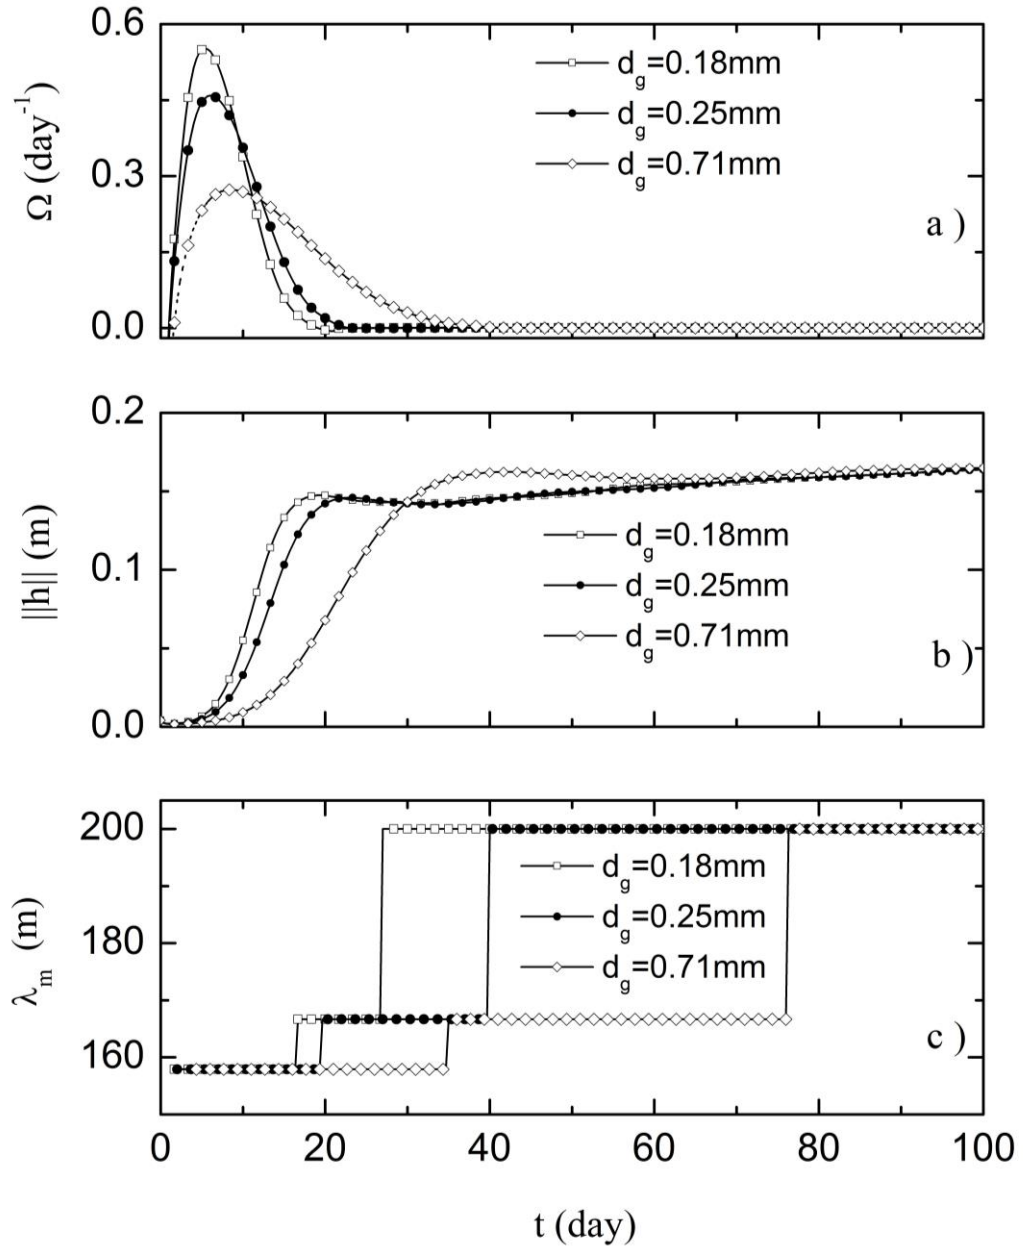 0.6
0.3
0.0
Ω (day⁻¹)
d_g=0.18mm
d_g=0.25mm
d_g=0.71mm
a )
0.2
0.1
0.0
||h|| (m)
d_g=0.18mm
d_g=0.25mm
d_g=0.71mm
b )
200
180
160
λ_m (m)
d_g=0.18mm
d_g=0.25mm
d_g=0.71mm
c )
0 20 40 60 80 100
t (day)